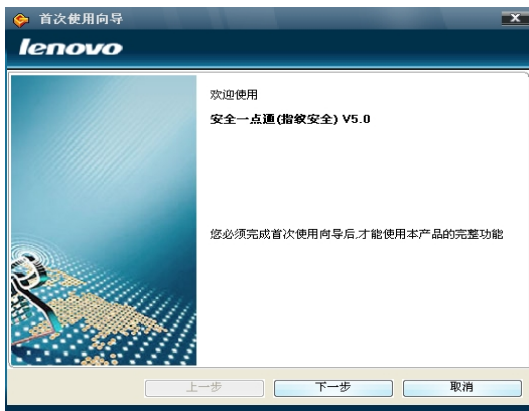 首次使用向导
lenovo
欢迎使用
安全一点通(指纹安全) V5.0
您必须完成首次使用向导后,才能使用本产品的完整功能
上一步 下一步 取消